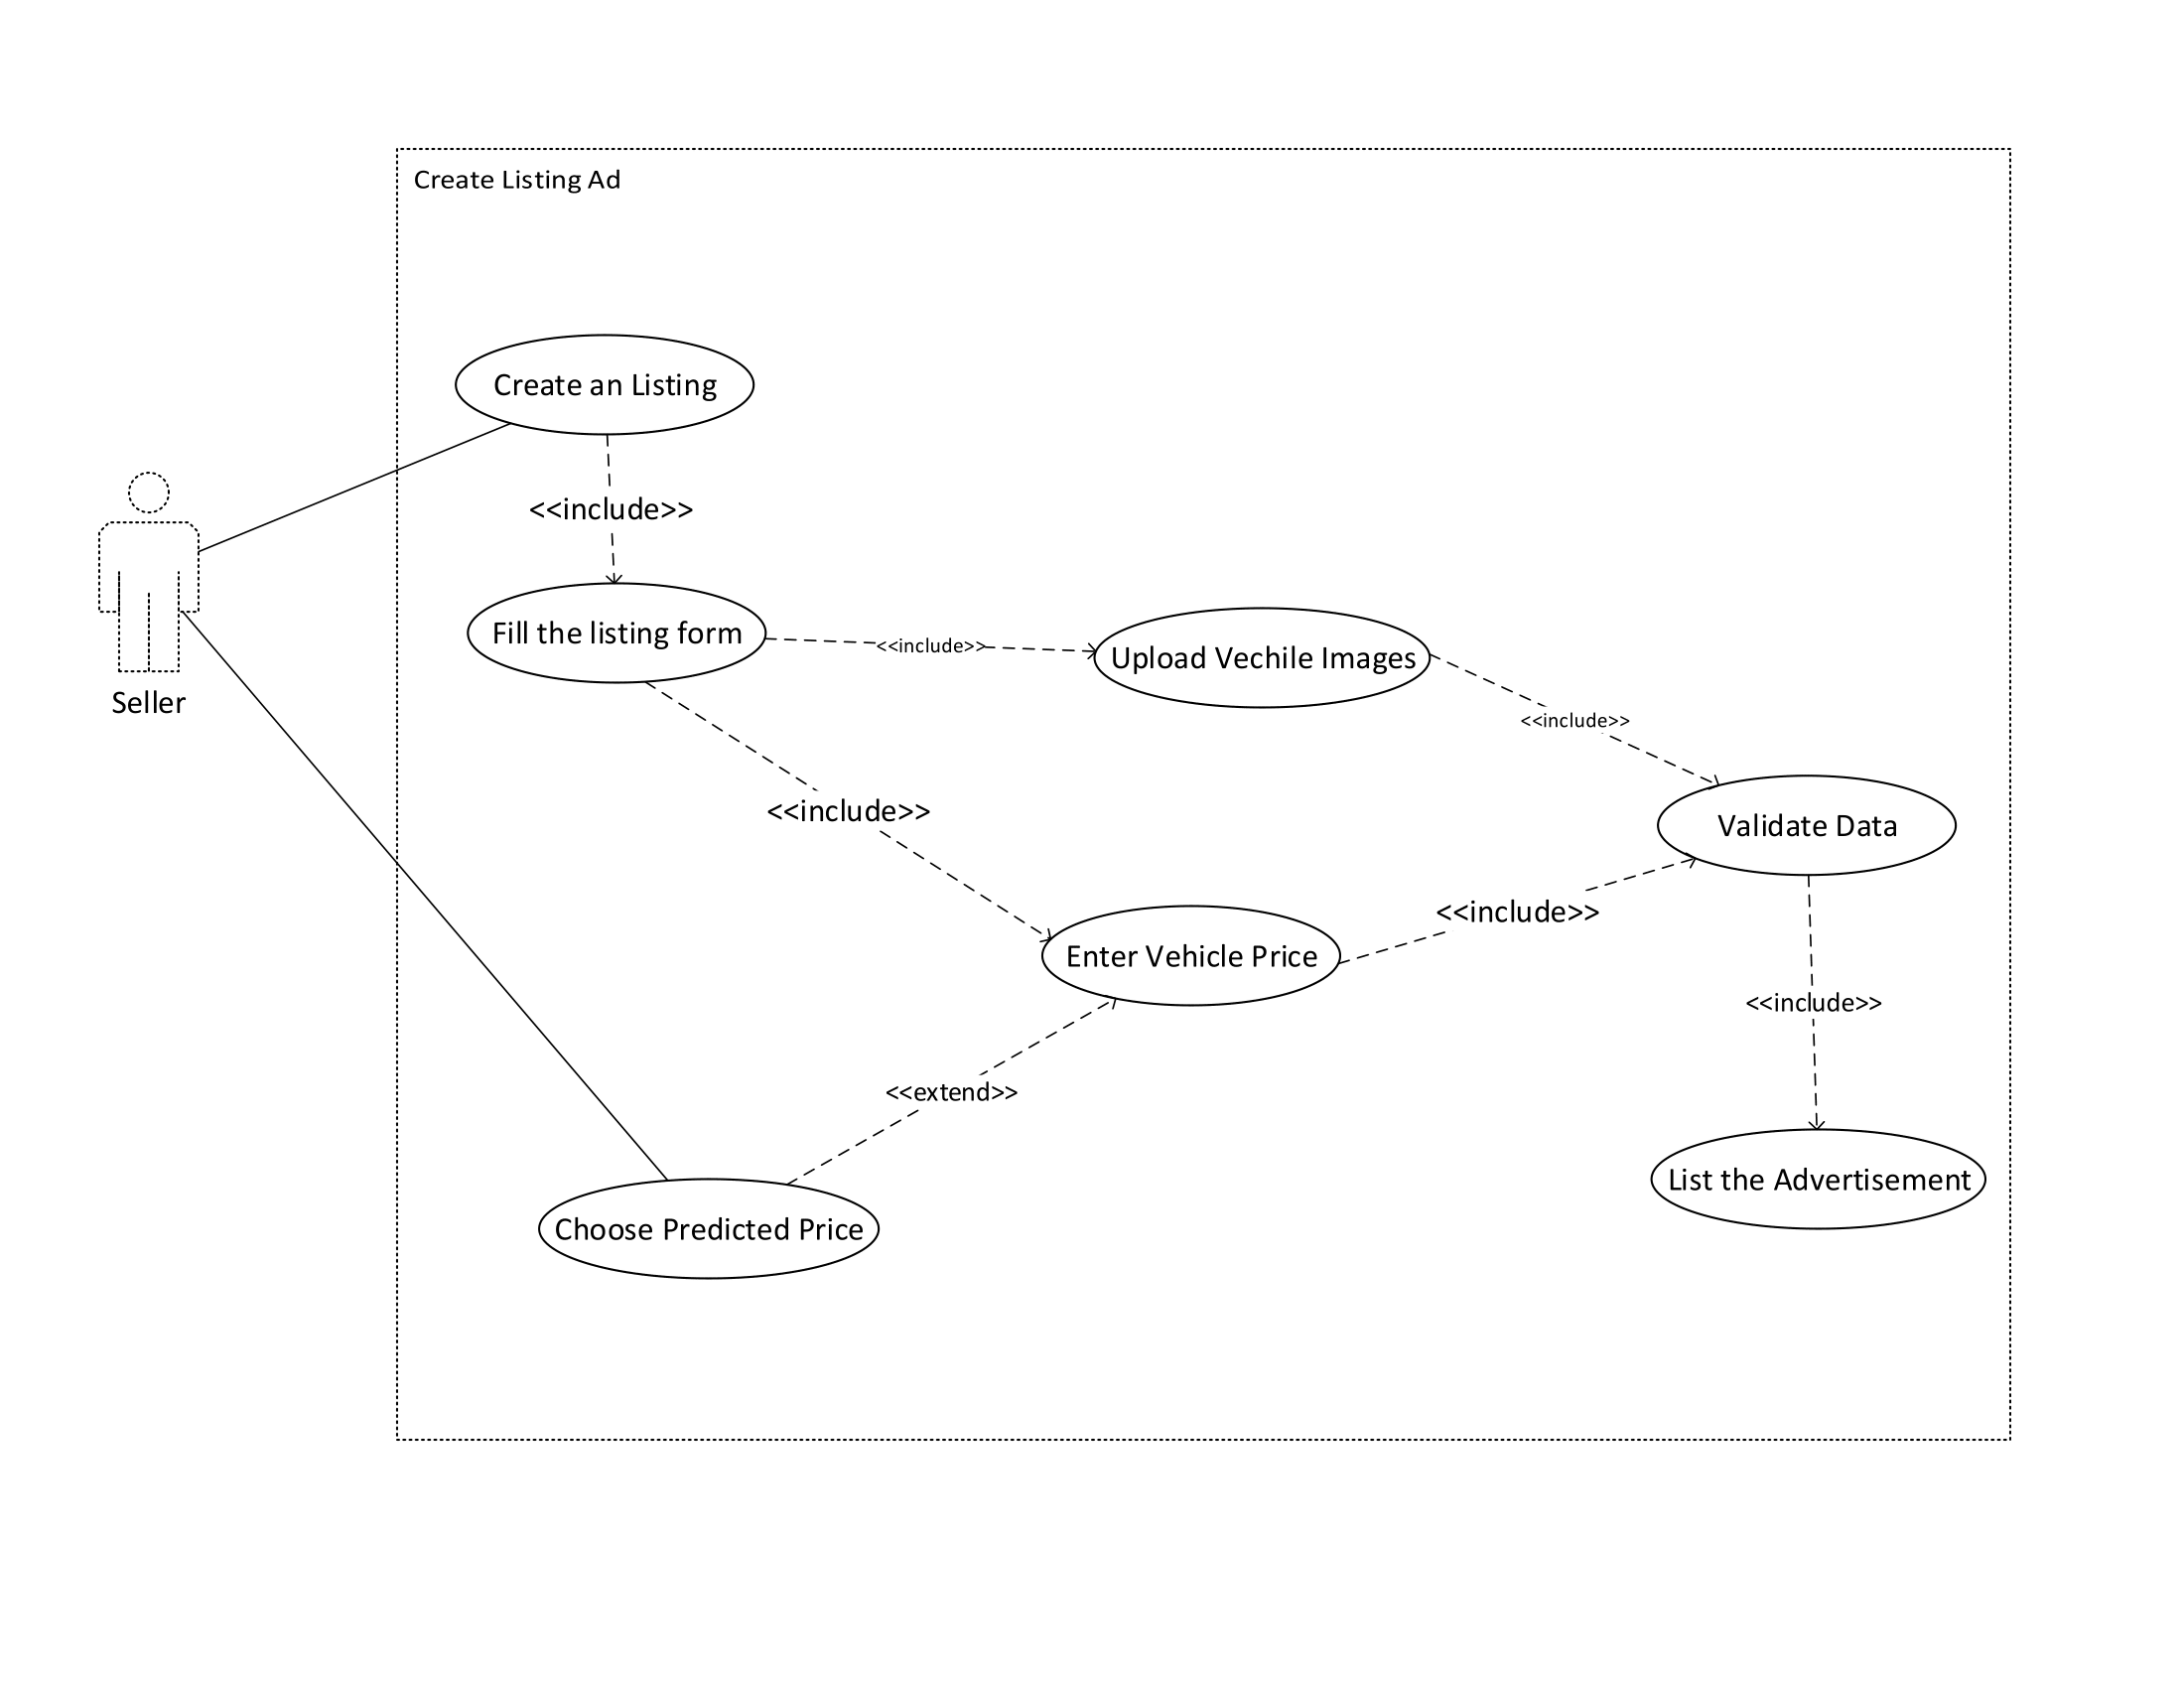 Create Listing Ad
Create an Listing
<<include>>
Fill the listing form
<<include>>
Upload Vechile Images
Seller
<<include>>
<<include>>
Validate Data
<<include>>
Enter Vehicle Price
<<include>>
<<extend>>
List the Advertisement
Choose Predicted Price